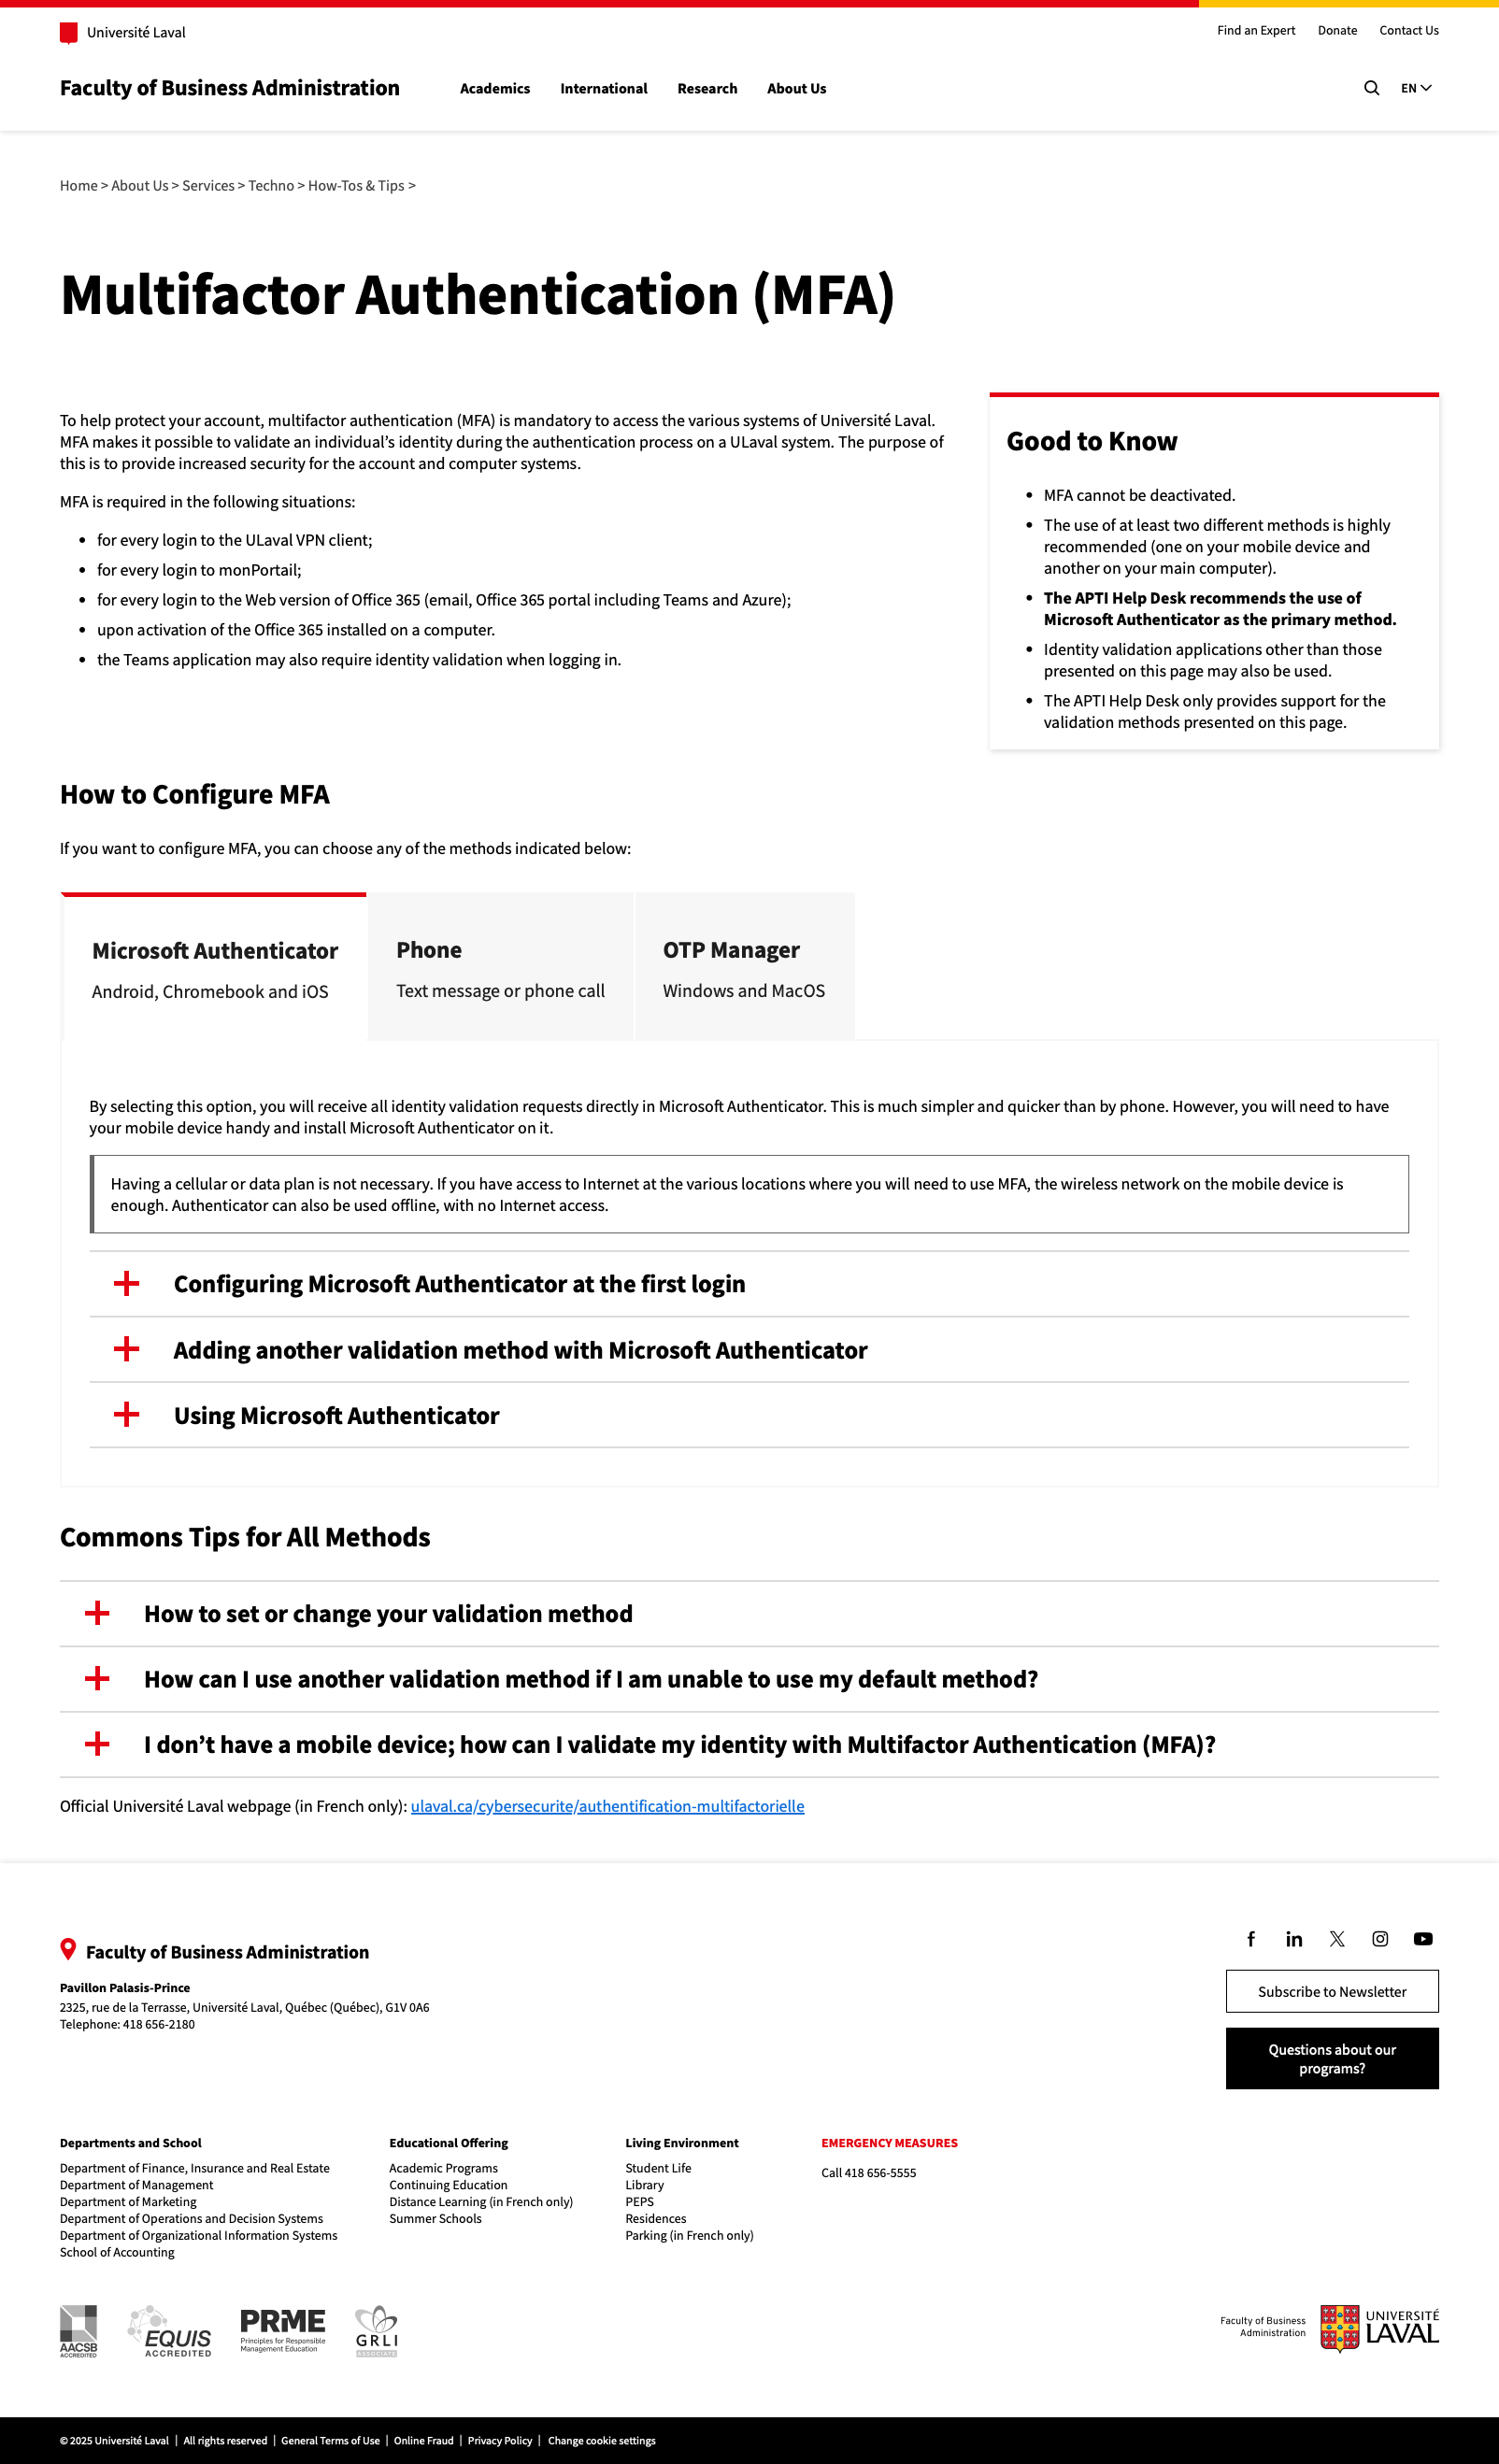 Université Laval
Find an Expert
Donate
Contact Us
Faculty of Business Administration
Academics
International
Research
About Us
EN
Home > About Us > Services > Techno > How-Tos & Tips >
Multifactor Authentication (MFA)
To help protect your account, multifactor authentication (MFA) is mandatory to access the various systems of Université Laval.
MFA makes it possible to validate an individual’s identity during the authentication process on a ULaval system. The purpose of
this is to provide increased security for the account and computer systems.
MFA is required in the following situations:
• for every login to the ULaval VPN client;
• for every login to monPortail;
• for every login to the Web version of Office 365 (email, Office 365 portal including Teams and Azure);
• upon activation of the Office 365 installed on a computer.
• the Teams application may also require identity validation when logging in.
Good to Know
• MFA cannot be deactivated.
• The use of at least two different methods is highly
recommended (one on your mobile device and
another on your main computer).
• The APTI Help Desk recommends the use of
Microsoft Authenticator as the primary method.
• Identity validation applications other than those
presented on this page may also be used.
• The APTI Help Desk only provides support for the
validation methods presented on this page.
How to Configure MFA
If you want to configure MFA, you can choose any of the methods indicated below:
Microsoft Authenticator
Android, Chromebook and iOS
Phone
Text message or phone call
OTP Manager
Windows and MacOS
By selecting this option, you will receive all identity validation requests directly in Microsoft Authenticator. This is much simpler and quicker than by phone. However, you will need to have
your mobile device handy and install Microsoft Authenticator on it.
Having a cellular or data plan is not necessary. If you have access to Internet at the various locations where you will need to use MFA, the wireless network on the mobile device is
enough. Authenticator can also be used offline, with no Internet access.
Configuring Microsoft Authenticator at the first login
Adding another validation method with Microsoft Authenticator
Using Microsoft Authenticator
Commons Tips for All Methods
How to set or change your validation method
How can I use another validation method if I am unable to use my default method?
I don’t have a mobile device; how can I validate my identity with Multifactor Authentication (MFA)?
Official Université Laval webpage (in French only): ulaval.ca/cybersecurite/authentification-multifactorielle
Faculty of Business Administration
Pavillon Palasis-Prince
2325, rue de la Terrasse, Université Laval, Québec (Québec), G1V 0A6
Telephone: 418 656-2180
Subscribe to Newsletter
Questions about our
programs?
Departments and School
Department of Finance, Insurance and Real Estate
Department of Management
Department of Marketing
Department of Operations and Decision Systems
Department of Organizational Information Systems
School of Accounting
Educational Offering
Academic Programs
Continuing Education
Distance Learning (in French only)
Summer Schools
Living Environment
Student Life
Library
PEPS
Residences
Parking (in French only)
EMERGENCY MEASURES
Call 418 656-5555
AACSB
ACCREDITED
EQUIS
ACCREDITED
PRME
Principles for Responsible
Management Education
GRLI
ASSOCIATE
Faculty of Business
Administration
UNIVERSITÉ
LAVAL
© 2025 Université Laval | All rights reserved | General Terms of Use | Online Fraud | Privacy Policy | Change cookie settings